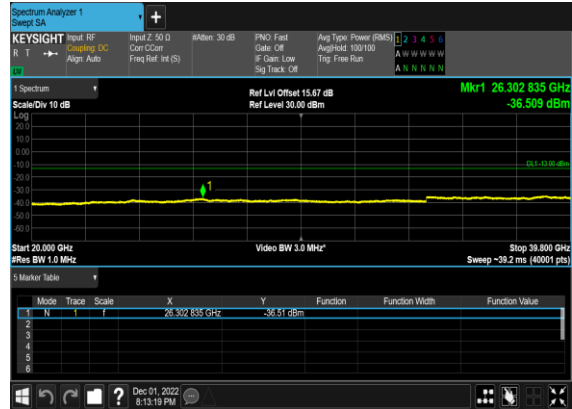 Spectrum Analyzer 1
Swept SA
+
KEYSIGHT Input: RF Input Z: 50 Ω #Atten: 30 dB PNO: Fast Avg Type: Power (RMS) 1 2 3 4 5 6
R T Coupling: DC Corr CCorr Gate: Off Avg|Hold: 100/100 A W W W W W
Align: Auto Freq Ref: Int (S) IF Gain: Low Trig: Free Run
Sig Track: Off A N N N N N
1 Spectrum Ref Lvl Offset 15.67 dB Mkr1 26.302 835 GHz
Scale/Div 10 dB Ref Level 30.00 dBm -36.509 dBm
Log
20.0
10.0
0.00
-10.0
DL1 -13.00 dBm
-20.0
-30.0
1
-40.0
-50.0
-60.0
Start 20.000 GHz Video BW 3.0 MHz* Stop 39.800 GHz
#Res BW 1.0 MHz Sweep ~39.2 ms (40001 pts)
5 Marker Table
Mode Trace Scale X Y Function Function Width Function Value
1 N 1 f 26.302 835 GHz -36.51 dBm
2
3
4
5
6
? Dec 01, 2022
8:13:19 PM